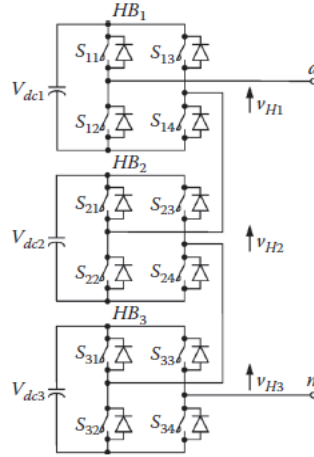 HB1
S11 S13
Vdc1
a
vH1
S12 S14
HB2
S21 S23
Vdc2
vH2
S22 S24
HB3
S31 S33
Vdc3
vH3
n
S32 S34